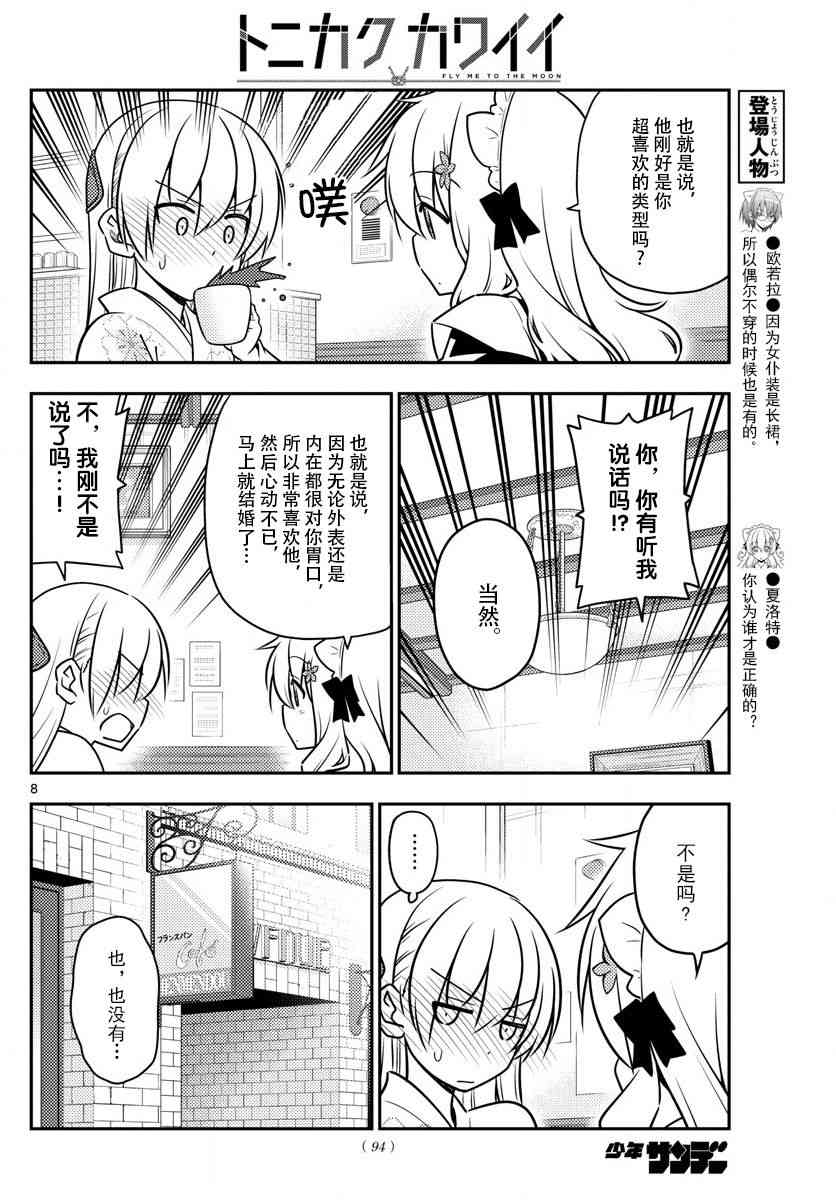 トニカクカワイイ
FLY ME TO THE MOON
とうじょうじんぶつ
登場人物
●欧若拉●因为女仆装是长裙，
所以偶尔不穿的时候也是有的。
●夏洛特●
你认为谁才是正确的？
也就是说，
他刚好是你
超喜欢的类型吗？
噗
你，你有听我
说话吗！？
当然。
也就是说，
因为无论外表还是
内在都很对你胃口，
所以非常喜欢他，
然后心动不已，
马上就结婚了…
不，我刚不是
说了吗…！
8
不是吗？
……
フランスパン
Cafe
也，也没有…
（94）
少年サンデー